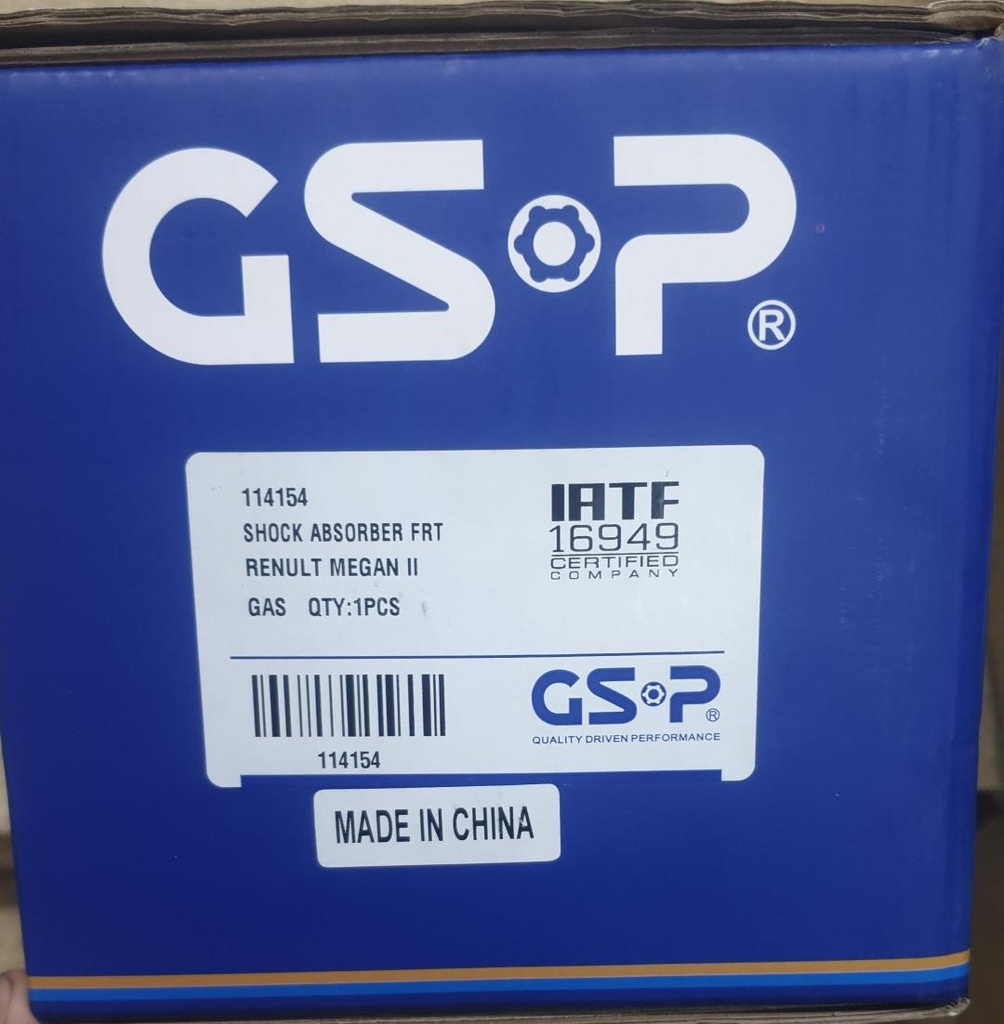 GSP®
114154
SHOCK ABSORBER FRT
RENULT MEGAN II
GAS QTY:1PCS
IATF
16949
CERTIFIED
COMPANY
114154
GSP®
QUALITY DRIVEN PERFORMANCE
MADE IN CHINA